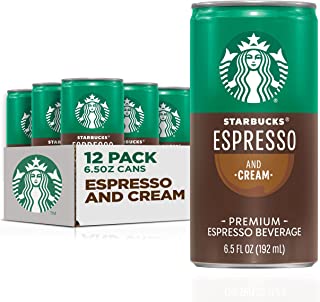 ESPRESSO
12 PACK
6.5OZ CANS
ESPRESSO
AND CREAM
STARBUCKS®
ESPRESSO
AND
•CREAM•
PREMIUM
ESPRESSO BEVERAGE
6.5 FL OZ (192 mL)